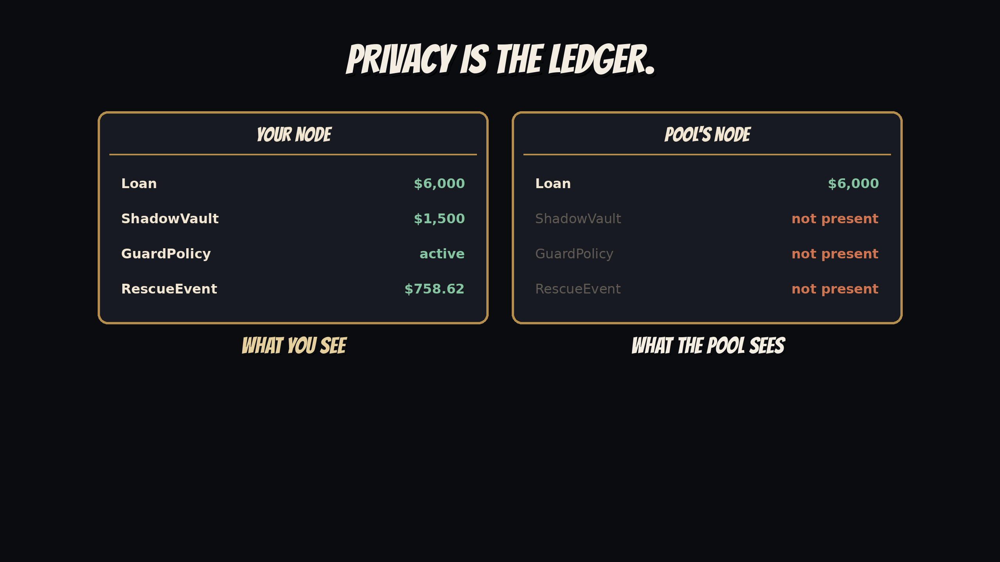 PRIVACY IS THE LEDGER.
YOUR NODE
Loan $6,000
ShadowVault $1,500
GuardPolicy active
RescueEvent $758.62
WHAT YOU SEE
POOL'S NODE
Loan $6,000
ShadowVault not present
GuardPolicy not present
RescueEvent not present
WHAT THE POOL SEES